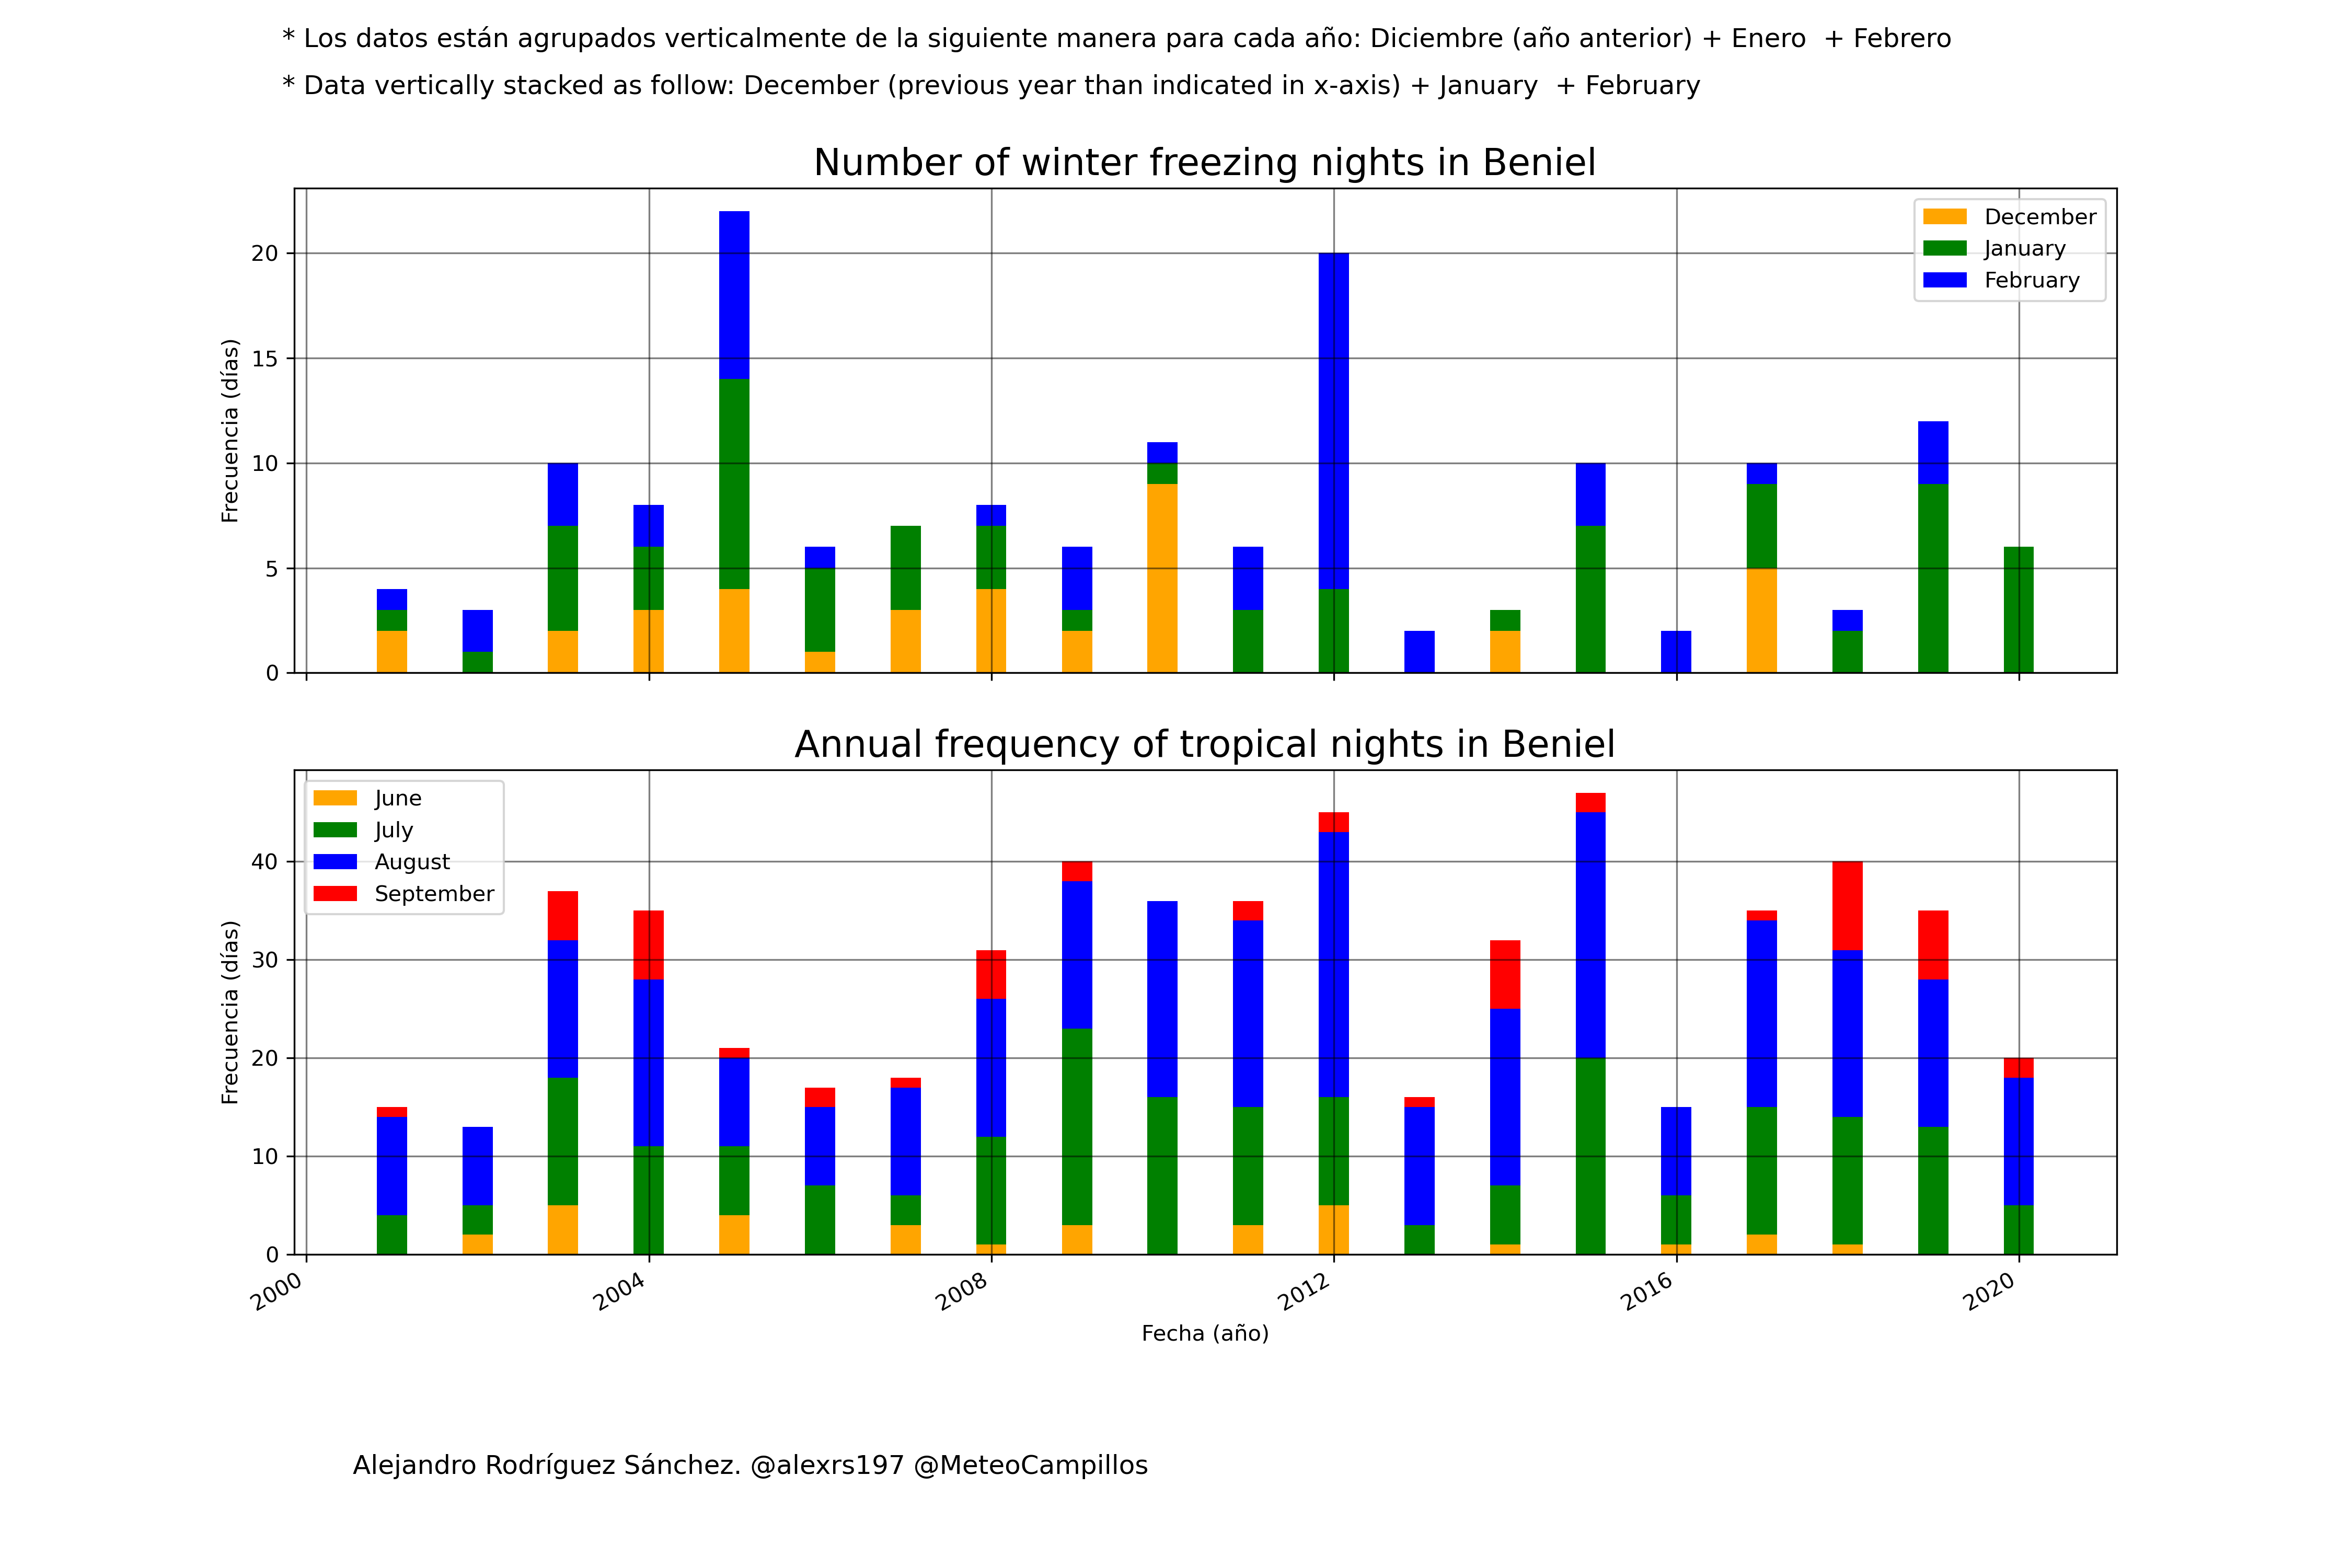 * Los datos están agrupados verticalmente de la siguiente manera para cada año: Diciembre (año anterior) + Enero  + Febrero
* Data vertically stacked as follow: December (previous year than indicated in x-axis) + January  + February
Number of winter freezing nights in Beniel
December
January
February
Frecuencia (días)
20
15
10
5
0
Annual frequency of tropical nights in Beniel
June
July
August
September
Frecuencia (días)
40
30
20
10
0
2000
2004
2008
2012
2016
2020
Fecha (año)
Alejandro Rodríguez Sánchez. @alexrs197 @MeteoCampillos